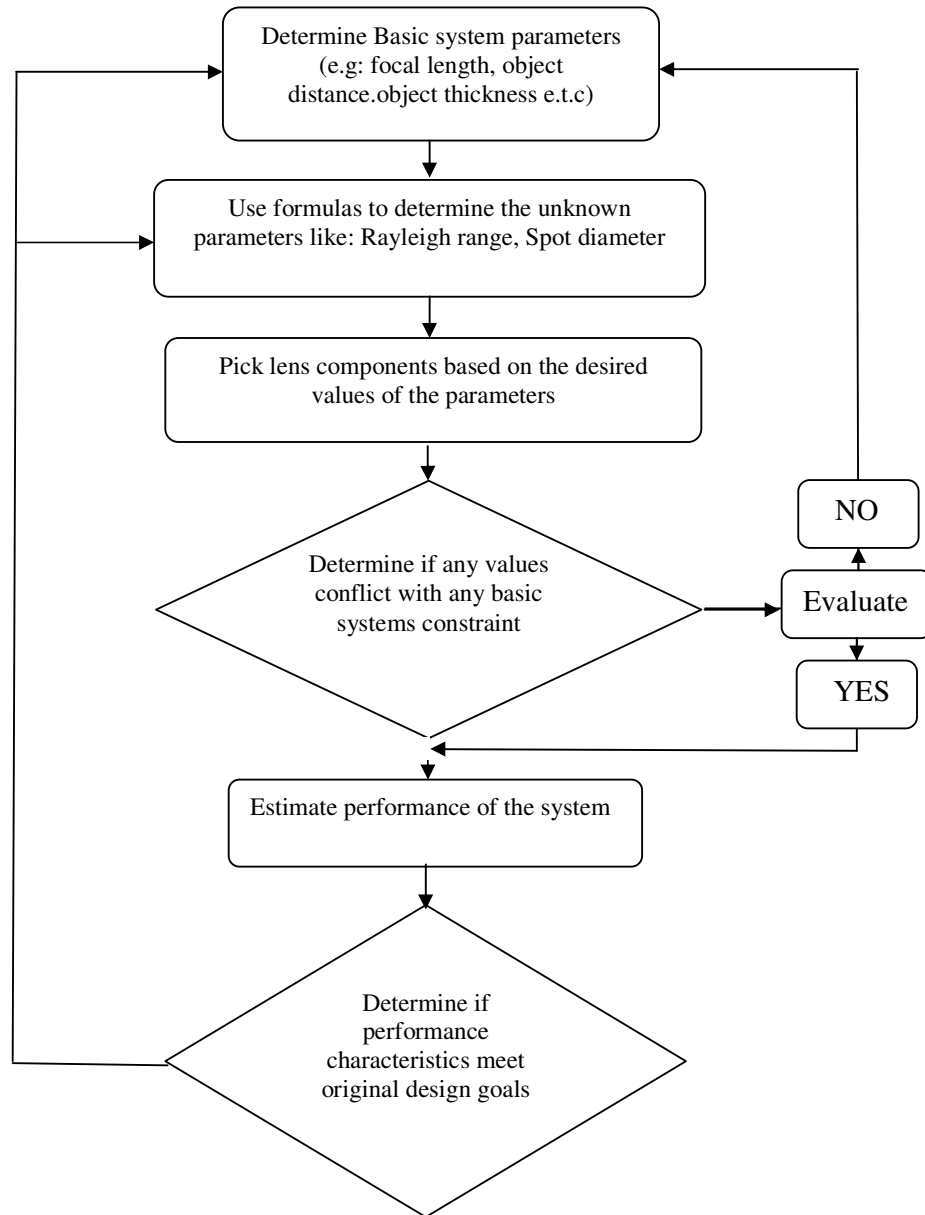 Determine Basic system parameters
(e.g: focal length, object
distance.object thickness e.t.c)
Use formulas to determine the unknown
parameters like: Rayleigh range, Spot diameter
Pick lens components based on the desired
values of the parameters
Determine if any values
conflict with any basic
systems constraint
NO
Evaluate
YES
Estimate performance of the system
Determine if
performance
characteristics meet
original design goals